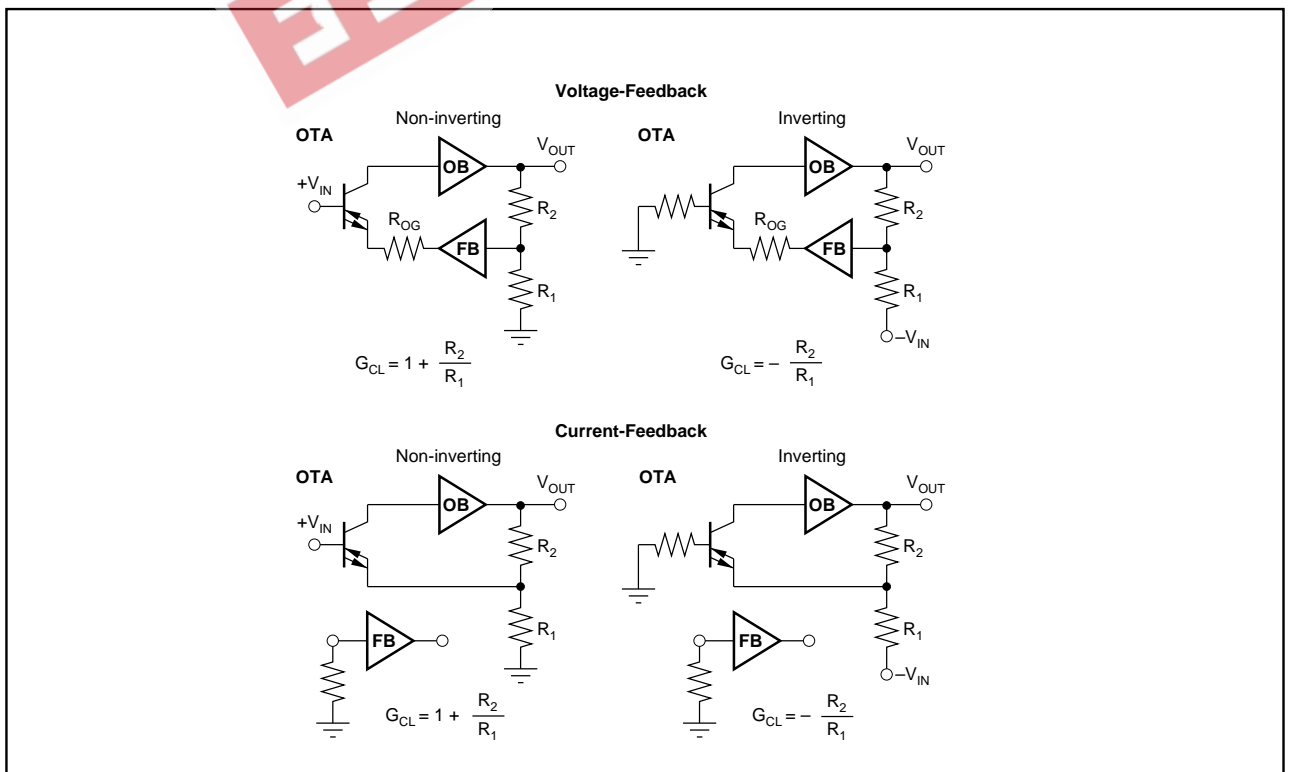 Voltage-Feedback
Non-inverting
OTA
OB
V_OUT
+V_IN
R_OG
FB
R_2
R_1
G_CL = 1 + R_2 / R_1
Inverting
OTA
OB
V_OUT
R_OG
FB
R_2
R_1
–V_IN
G_CL = – R_2 / R_1
Current-Feedback
Non-inverting
OTA
OB
V_OUT
+V_IN
R_2
R_1
FB
G_CL = 1 + R_2 / R_1
Inverting
OTA
OB
V_OUT
R_2
R_1
FB
–V_IN
G_CL = – R_2 / R_1